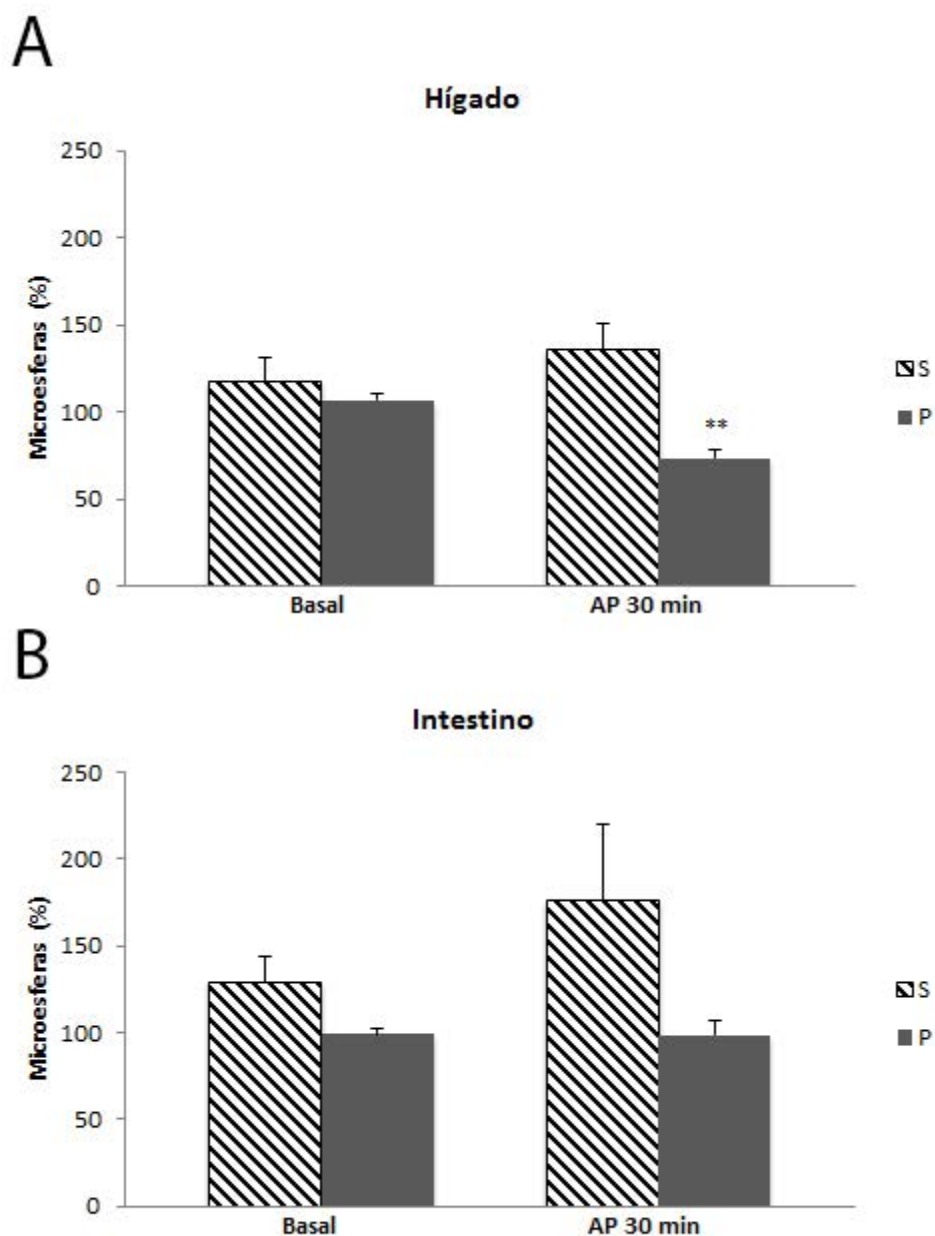 A
Hígado
250
200
150
100
50
0
Microesferas (%)
**
S
P
Basal AP 30 min
B
Intestino
250
200
150
100
50
0
Microesferas (%)
S
P
Basal AP 30 min